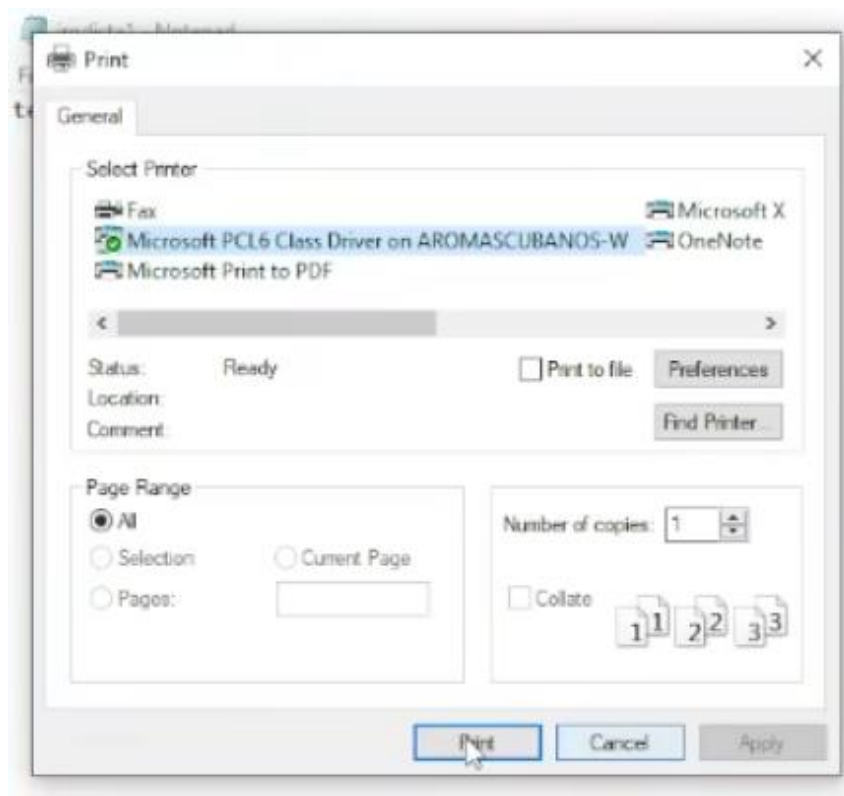 Notepad
Print
General
Select Printer
Fax
Microsoft X
Microsoft PCL6 Class Driver on AROMASCUBANOS-W
OneNote
Microsoft Print to PDF
Status: Ready
Print to file
Preferences
Location:
Comment:
Find Printer...
Page Range
All
Number of copies: 1
Selection
Current Page
Pages:
Collate
1 1 2 2 3 3
Print
Cancel
Apply